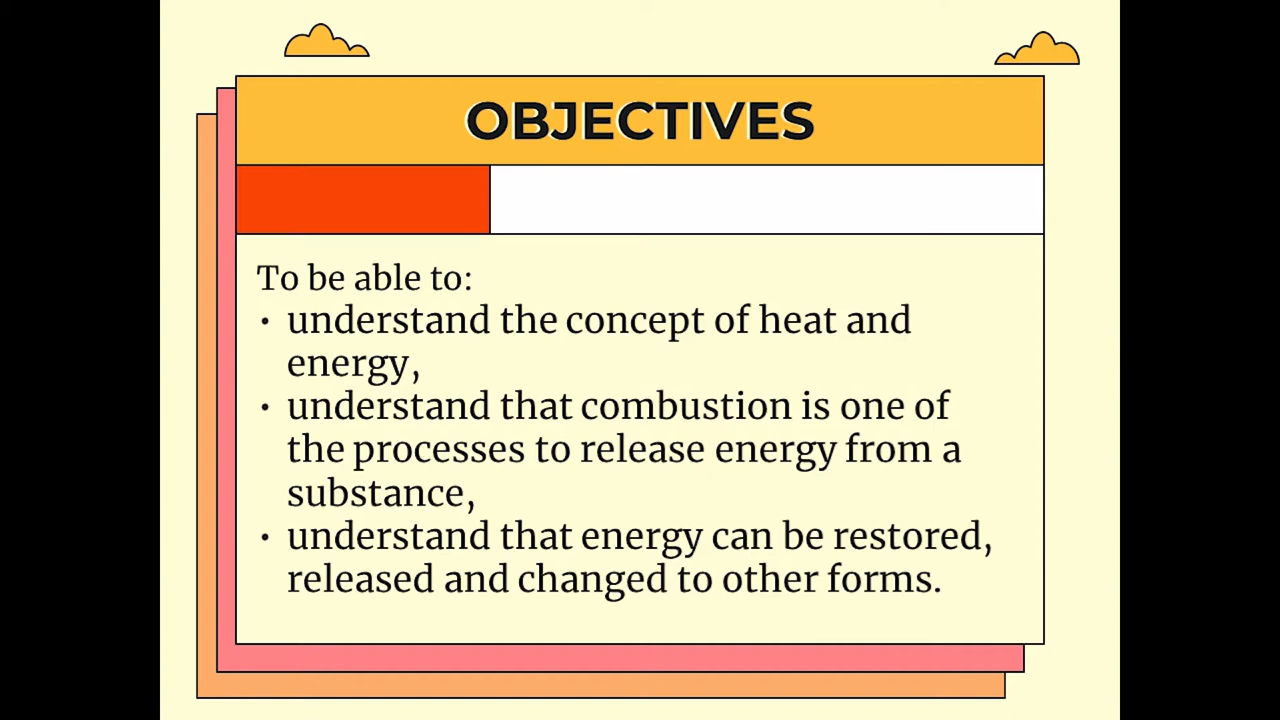 OBJECTIVES
To be able to:
• understand the concept of heat and
energy,
• understand that combustion is one of
the processes to release energy from a
substance,
• understand that energy can be restored,
released and changed to other forms.